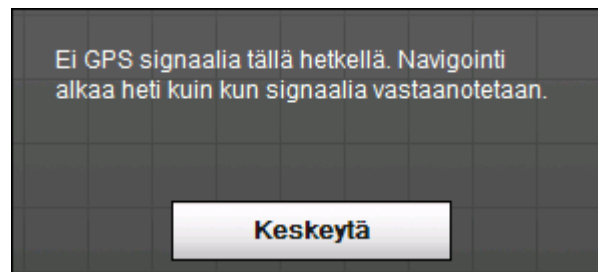 Ei GPS signaalia tällä hetkellä. Navigointi
alkaa heti kuin kun signaalia vastaanotetaan.
Keskeytä